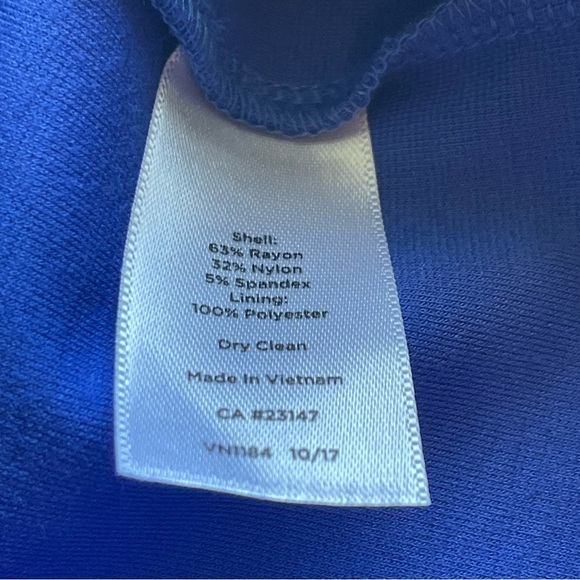 Shell:
63% Rayon
32% Nylon
5% Spandex
Lining:
100% Polyester
Dry Clean
Made In Vietnam
CA #23147
VN1184 10/17